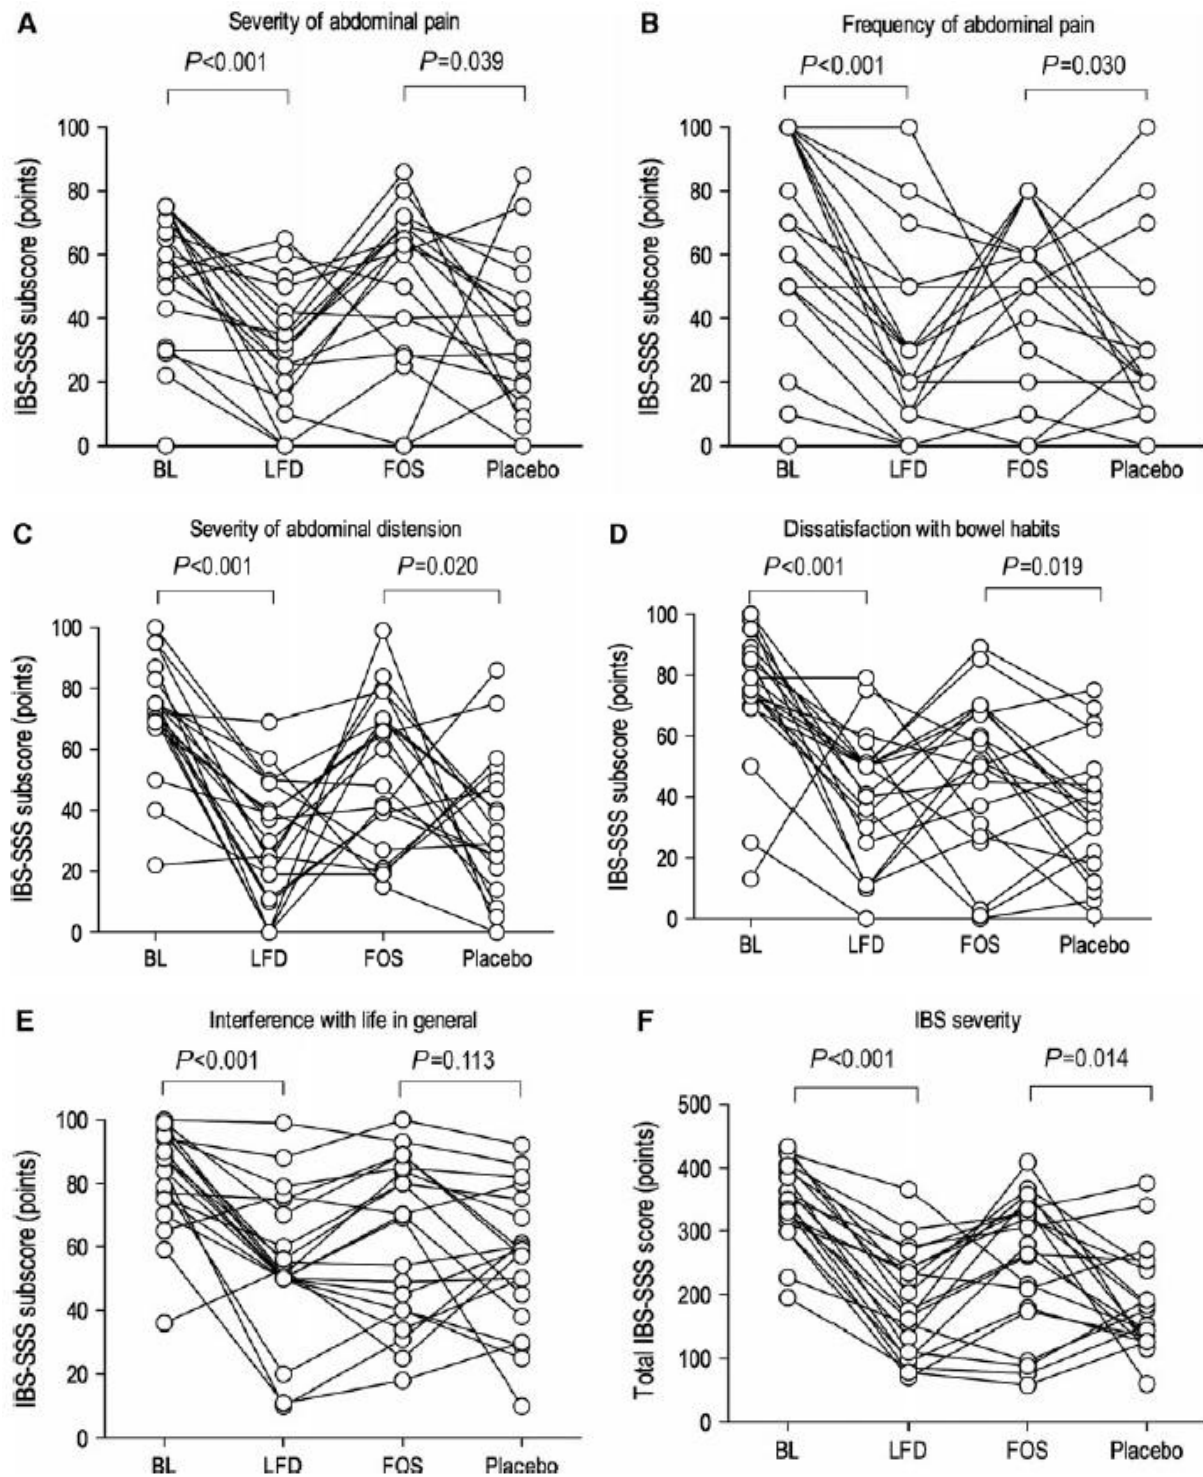 A
Severity of abdominal pain
P<0.001
P=0.039
IBS-SSS subscore (points)
100
80
60
40
20
0
BL LFD FOS Placebo
B
Frequency of abdominal pain
P<0.001
P=0.030
IBS-SSS subscore (points)
100
80
60
40
20
0
BL LFD FOS Placebo
C
Severity of abdominal distension
P<0.001
P=0.020
IBS-SSS subscore (points)
100
80
60
40
20
0
BL LFD FOS Placebo
D
Dissatisfaction with bowel habits
P<0.001
P=0.019
IBS-SSS subscore (points)
100
80
60
40
20
0
BL LFD FOS Placebo
E
Interference with life in general
P<0.001
P=0.113
IBS-SSS subscore (points)
100
80
60
40
20
0
BL LFD FOS Placebo
F
IBS severity
P<0.001
P=0.014
Total IBS-SSS score (points)
500
400
300
200
100
0
BL LFD FOS Placebo